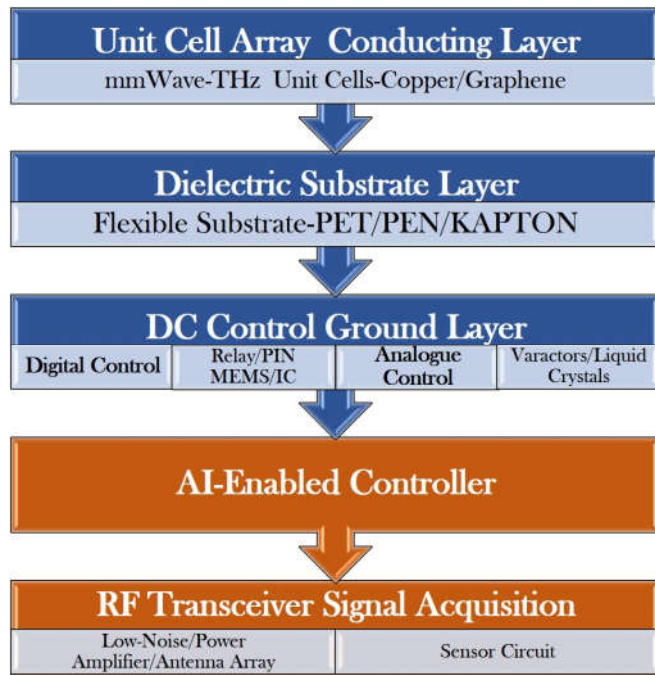 Unit Cell Array Conducting Layer
mmWave-THz Unit Cells-Copper/Graphene
Dielectric Substrate Layer
Flexible Substrate-PET/PEN/KAPTON
DC Control Ground Layer
Digital Control
Relay/PIN
MEMS/IC
Analogue
Control
Varactors/Liquid
Crystals
AI-Enabled Controller
RF Transceiver Signal Acquisition
Low-Noise/Power
Amplifier/Antenna Array
Sensor Circuit